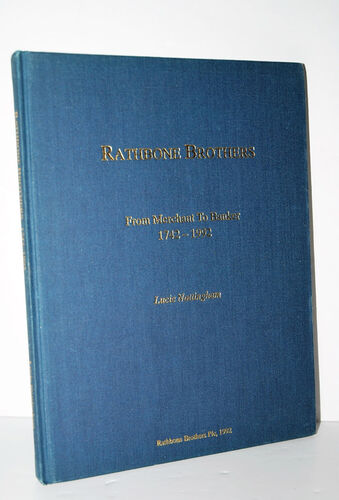 RATHBONE BROTHERS
From Merchant To Banker
1742–1992
Lucie Nottingham
Rathbone Brothers Plc, 1992